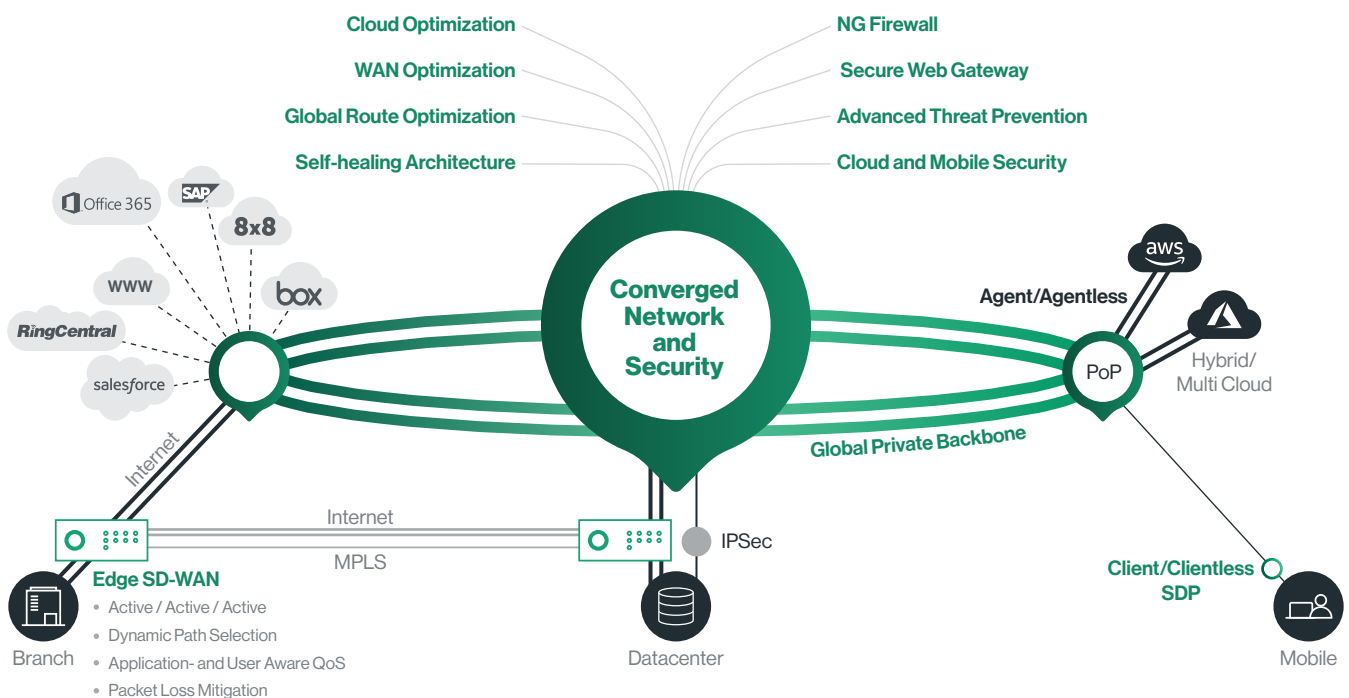 Cloud Optimization
WAN Optimization
Global Route Optimization
Self-healing Architecture
NG Firewall
Secure Web Gateway
Advanced Threat Prevention
Cloud and Mobile Security
Office 365
SAP
8x8
www
box
RingCentral
salesforce
Converged
Network
and
Security
Agent/Agentless
aws
PoP
Hybrid/
Multi Cloud
Global Private Backbone
Internet
Internet
MPLS
IPSec
Edge SD-WAN
• Active / Active / Active
• Dynamic Path Selection
• Application- and User Aware QoS
• Packet Loss Mitigation
Branch
Datacenter
Client/Clientless
SDP
Mobile